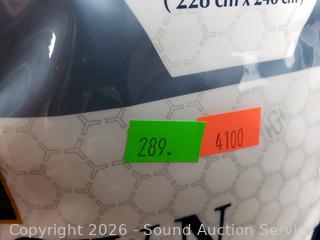 ( 228 cm x 248 cm )
289.
4100
Copyright 2026 - Sound Auction Service